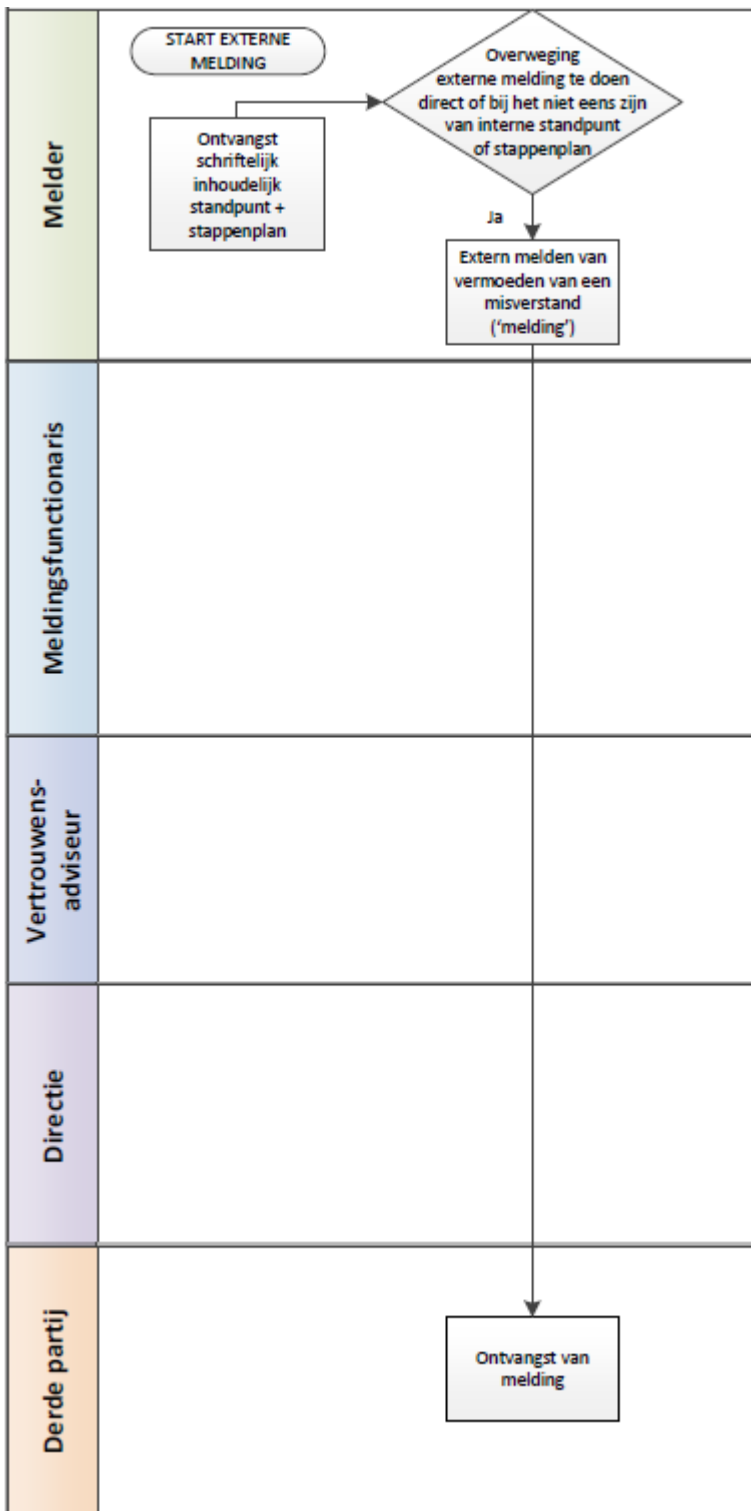 Melder
START EXTERNE
MELDING
Overweging
externe melding te doen
direct of bij het niet eens zijn
van interne standpunt
of stappenplan
Ontvangst
schriftelijk
inhoudelijk
standpunt +
stappenplan
Ja
Extern melden van
vermoeden van een
misverstand
(‘melding’)
Meldingsfunctionaris
Vertrouwens-
adviseur
Directie
Derde partij
Ontvangst van
melding